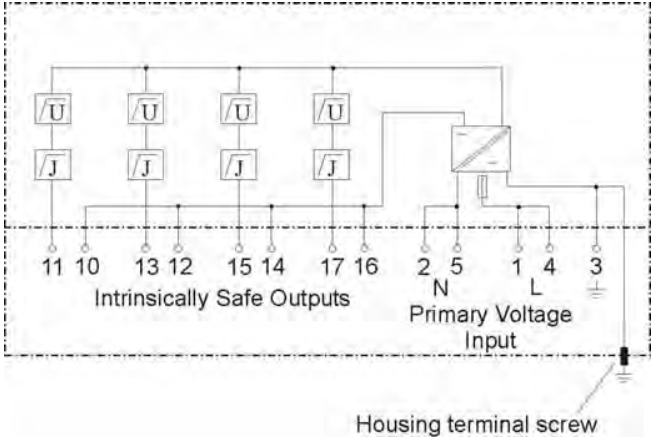 U U U U
J J J J
11 10 13 12 15 14 17 16 2 5 1 4 3
Intrinsically Safe Outputs N L
Primary Voltage
Input
Housing terminal screw